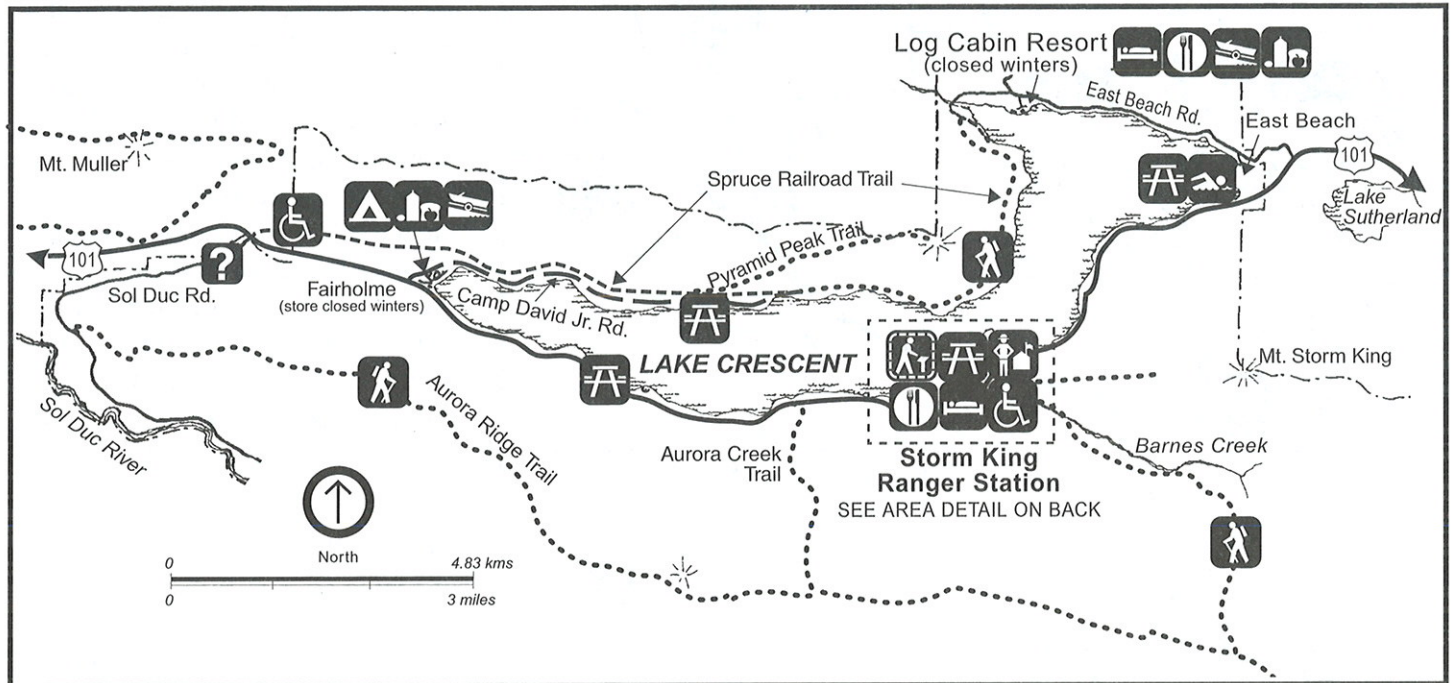 Log Cabin Resort
(closed winters)
East Beach Rd.
East Beach
101
Lake
Sutherland
Mt. Muller
Spruce Railroad Trail
Pyramid Peak Trail
101
?
Sol Duc Rd.
Fairholme
(store closed winters)
Camp David Jr. Rd.
LAKE CRESCENT
Mt. Storm King
Sol Duc River
Aurora Ridge Trail
Aurora Creek
Trail
Barnes Creek
Storm King
Ranger Station
SEE AREA DETAIL ON BACK
North
0 4.83 kms
0 3 miles